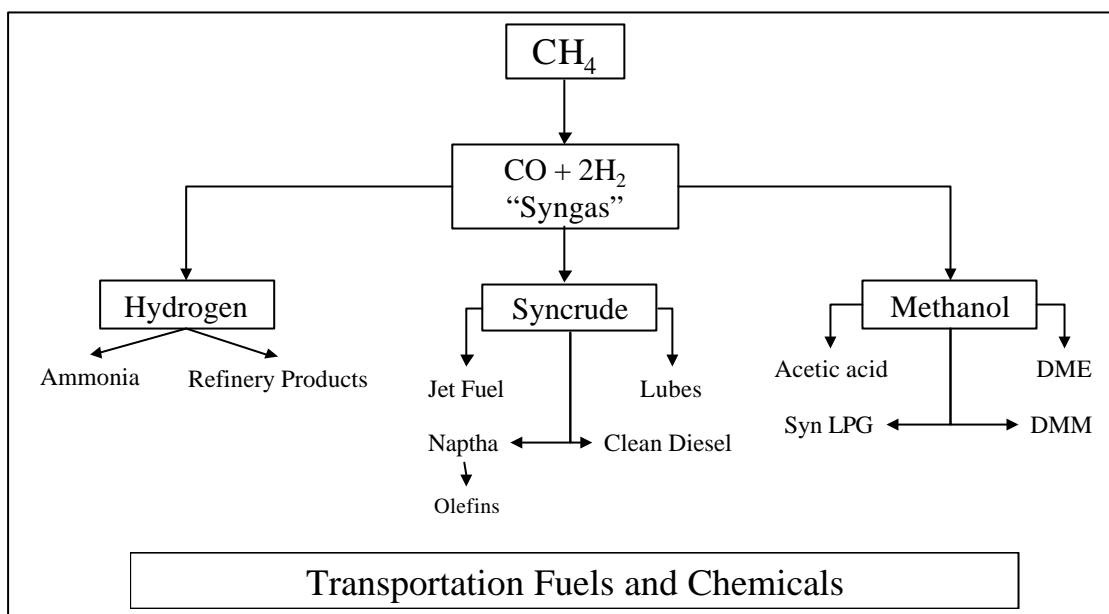 CH₄
CO + 2H₂
“Syngas”
Hydrogen
Syncrude
Methanol
Ammonia
Refinery Products
Jet Fuel
Lubes
Acetic acid
DME
Naptha
Clean Diesel
Syn LPG
DMM
Olefins
Transportation Fuels and Chemicals